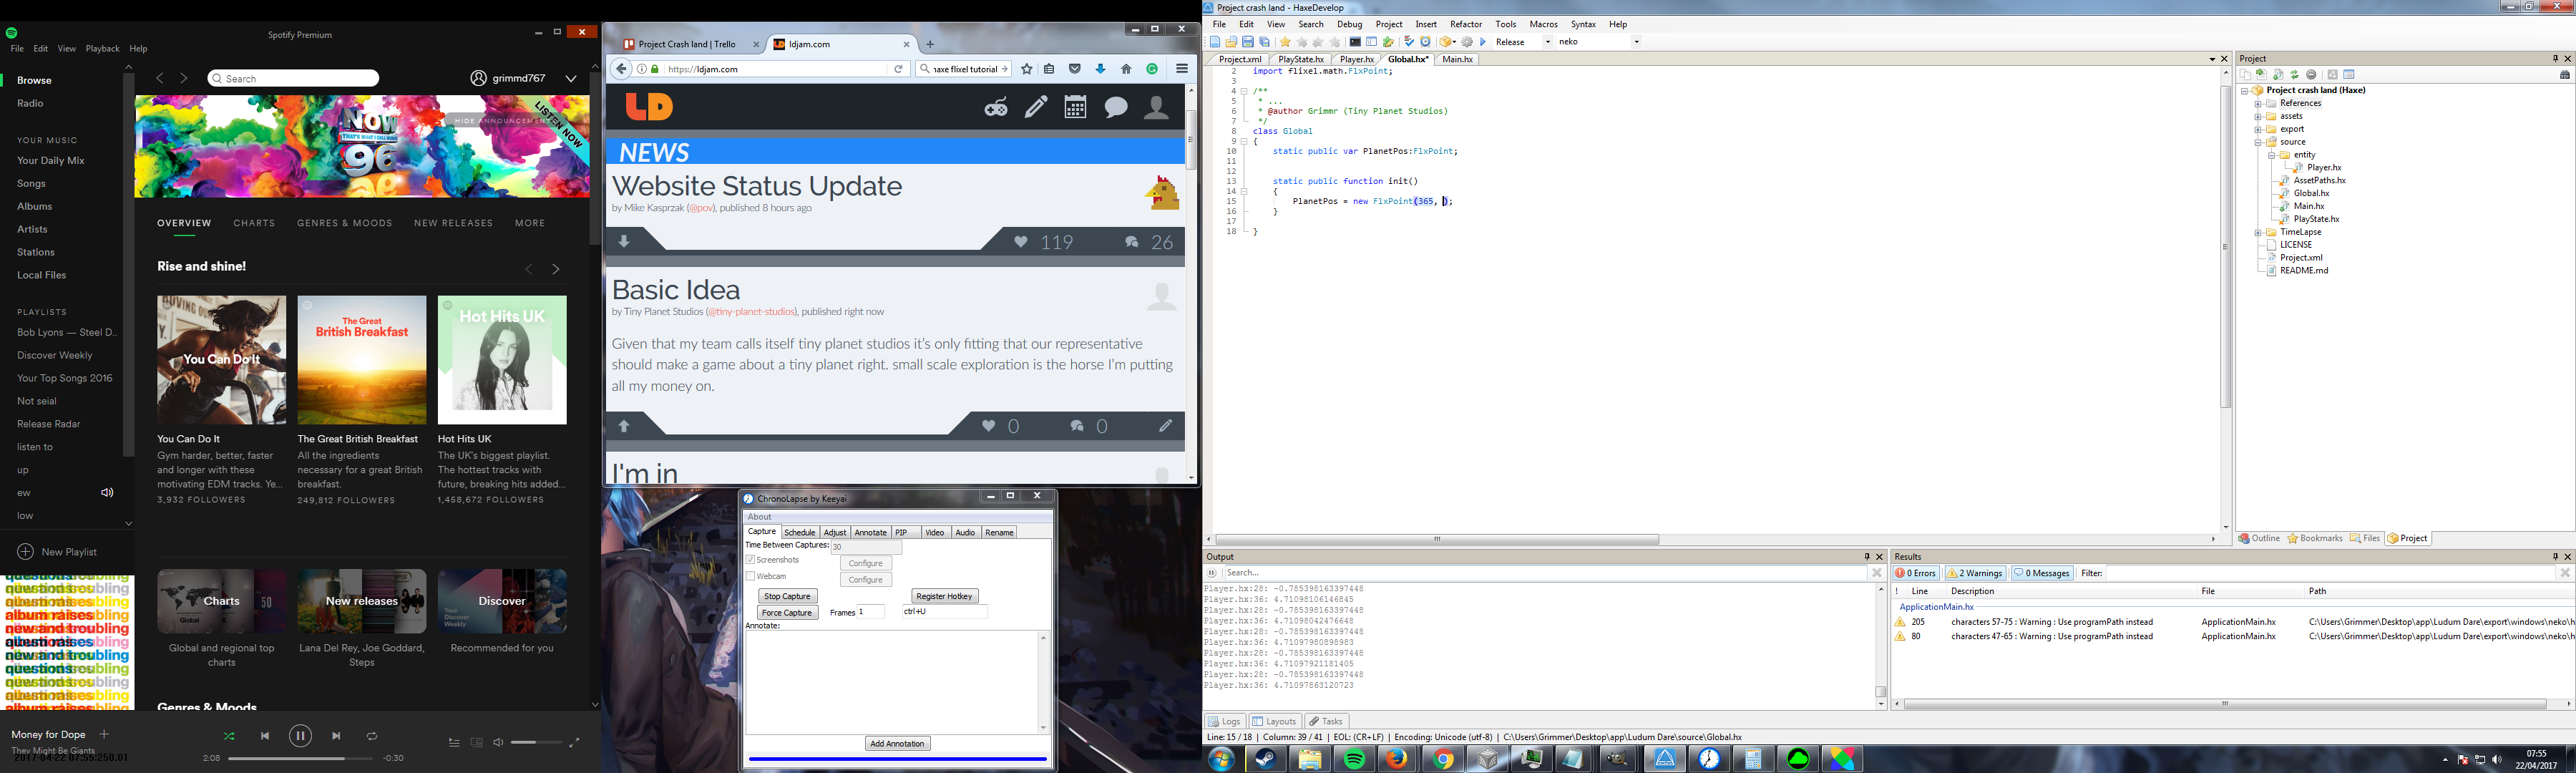 Spotify Premium
File Edit View Playback Help
Browse
Radio
YOUR MUSIC
Your Daily Mix
Songs
Albums
Artists
Stations
Local Files
PLAYLISTS
Bob Lyons — Steel D..
Discover Weekly
Your Top Songs 2016
Not seial
Release Radar
listen to
up
ew
low
New Playlist
Search
grimmd767
NOW
THAT'S WHAT I CALL MUSIC
96
HIDE ANNOUNCEMENTS
LISTEN NOW
OVERVIEW CHARTS GENRES & MOODS NEW RELEASES MORE
Rise and shine!
You Can Do It
The Great
British Breakfast
Hot Hits UK
You Can Do It
Gym harder, better, faster
and longer with these
motivating EDM tracks. Ye...
3,932 FOLLOWERS
The Great British Breakfast
All the ingredients
necessary for a great British
breakfast.
249,812 FOLLOWERS
Hot Hits UK
The UK's biggest playlist.
The hottest tracks with
future, breaking hits added...
1,458,672 FOLLOWERS
Charts
New releases
Discover
Global and regional top
charts
Lana Del Rey, Joe Goddard,
Steps
Recommended for you
Genres & Moods
Money for Dope
They Might Be Giants
2017-04-22 07:55:250.01
2:08
-0:30
Project Crash land | Trello
ldjam.com
https://ldjam.com
haxe flixel tutorial
LD
NEWS
Website Status Update
by Mike Kasprzak (@pov), published 8 hours ago
119 26
Basic Idea
by Tiny Planet Studios (@tiny-planet-studios), published right now
Given that my team calls itself tiny planet studios it's only fitting that our representative
should make a game about a tiny planet right. small scale exploration is the horse I'm putting
all my money on.
0 0
I'm in
ChronoLapse by Keeyai
About
Capture Schedule Adjust Annotate PIP Video Audio Rename
Time Between Captures: 30
Screenshots Configure
Webcam Configure
Stop Capture Register Hotkey
Force Capture Frames 1 ctrl+U
Annotate:
Add Annotation
Project crash land - HaxeDevelop
File Edit View Search Debug Project Insert Refactor Tools Macros Syntax Help
Release neko
Project.xml PlayState.hx Player.hx Global.hx* Main.hx
2 import flixel.math.FlxPoint;
3
4 /**
5 * ...
6 * @author Grimmr (Tiny Planet Studios)
7 */
8 class Global
9 {
10 static public var PlanetPos:FlxPoint;
11
12
13 static public function init()
14 {
15 PlanetPos = new FlxPoint(365, );
16 }
17
18 }
Project
Project crash land (Haxe)
References
assets
export
source
entity
Player.hx
AssetPaths.hx
Global.hx
Main.hx
PlayState.hx
TimeLapse
LICENSE
Project.xml
README.md
Outline Bookmarks Files Project
Output
Search...
Player.hx:28: -0.785398163397448
Player.hx:36: 4.71098106146845
Player.hx:28: -0.785398163397448
Player.hx:36: 4.71098042476648
Player.hx:28: -0.785398163397448
Player.hx:36: 4.71097980898983
Player.hx:28: -0.785398163397448
Player.hx:36: 4.71097921181405
Player.hx:28: -0.785398163397448
Player.hx:36: 4.71097863120723
Logs Layouts Tasks
Results
0 Errors 2 Warnings 0 Messages Filter:
! Line Description File Path
ApplicationMain.hx
205 characters 57-75 : Warning : Use programPath instead ApplicationMain.hx C:\Users\Grimmer\Desktop\app\Ludum Dare\export\windows\neko\h
80 characters 47-65 : Warning : Use programPath instead ApplicationMain.hx C:\Users\Grimmer\Desktop\app\Ludum Dare\export\windows\neko\h
Line: 15 / 18 | Column: 39 / 41 | EOL: (CR+LF) | Encoding: Unicode (utf-8) | C:\Users\Grimmer\Desktop\app\Ludum Dare\source\Global.hx
07:55
22/04/2017